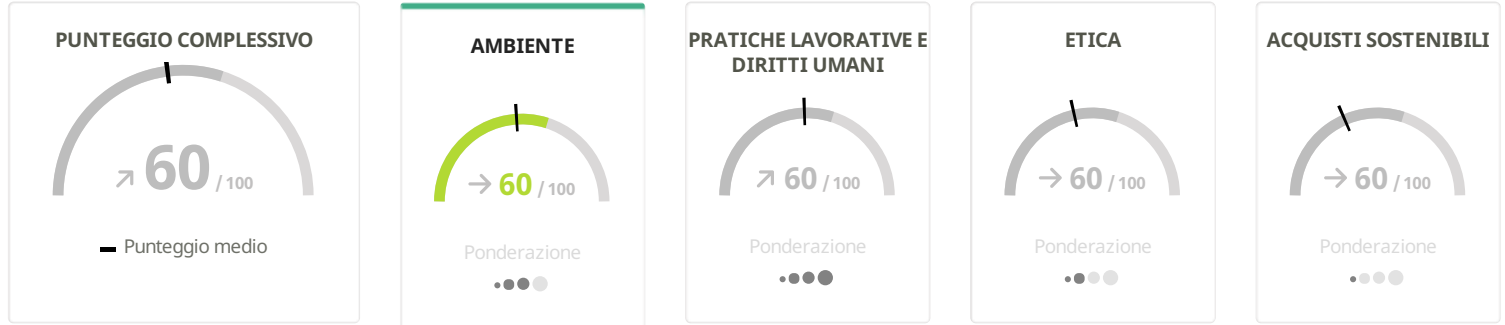 PUNTEGGIO COMPLESSIVO
60 / 100
Punteggio medio
AMBIENTE
60 / 100
Ponderazione
PRATICHE LAVORATIVE E
DIRITTI UMANI
60 / 100
Ponderazione
ETICA
60 / 100
Ponderazione
ACQUISTI SOSTENIBILI
60 / 100
Ponderazione